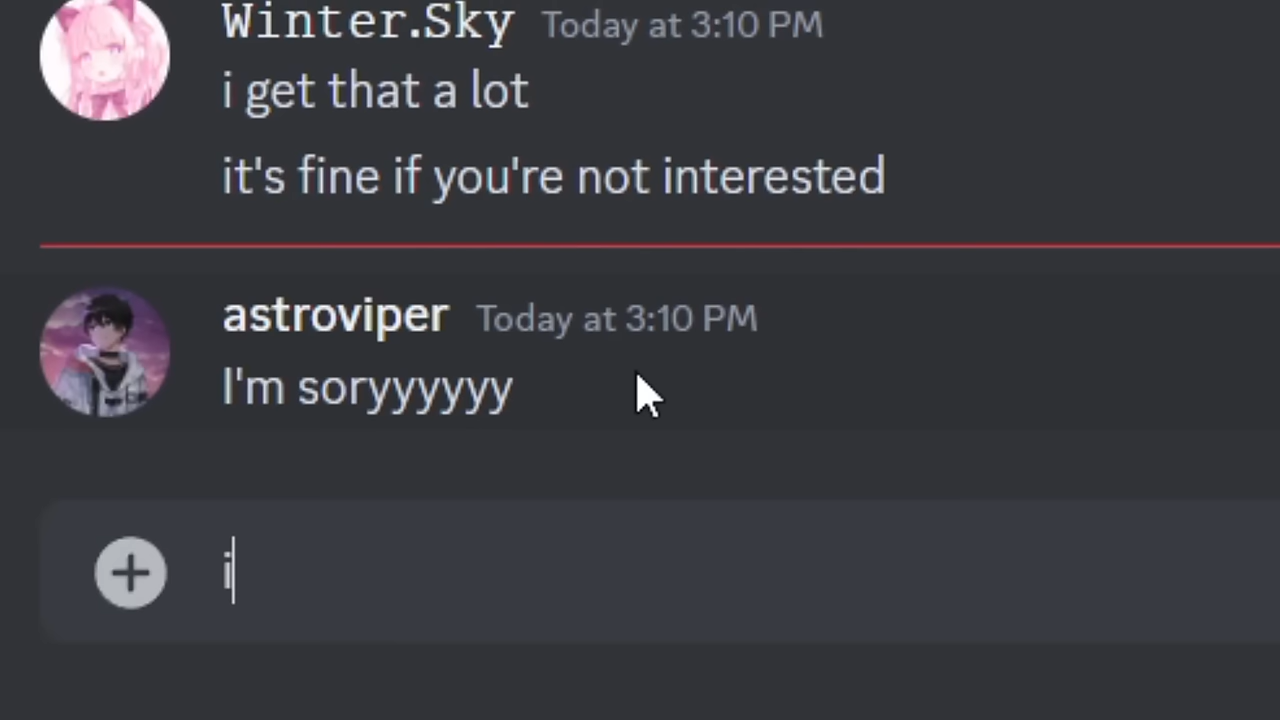 Winter.Sky Today at 3:10 PM
i get that a lot
it's fine if you're not interested
astroviper Today at 3:10 PM
I'm soryyyyyy
i